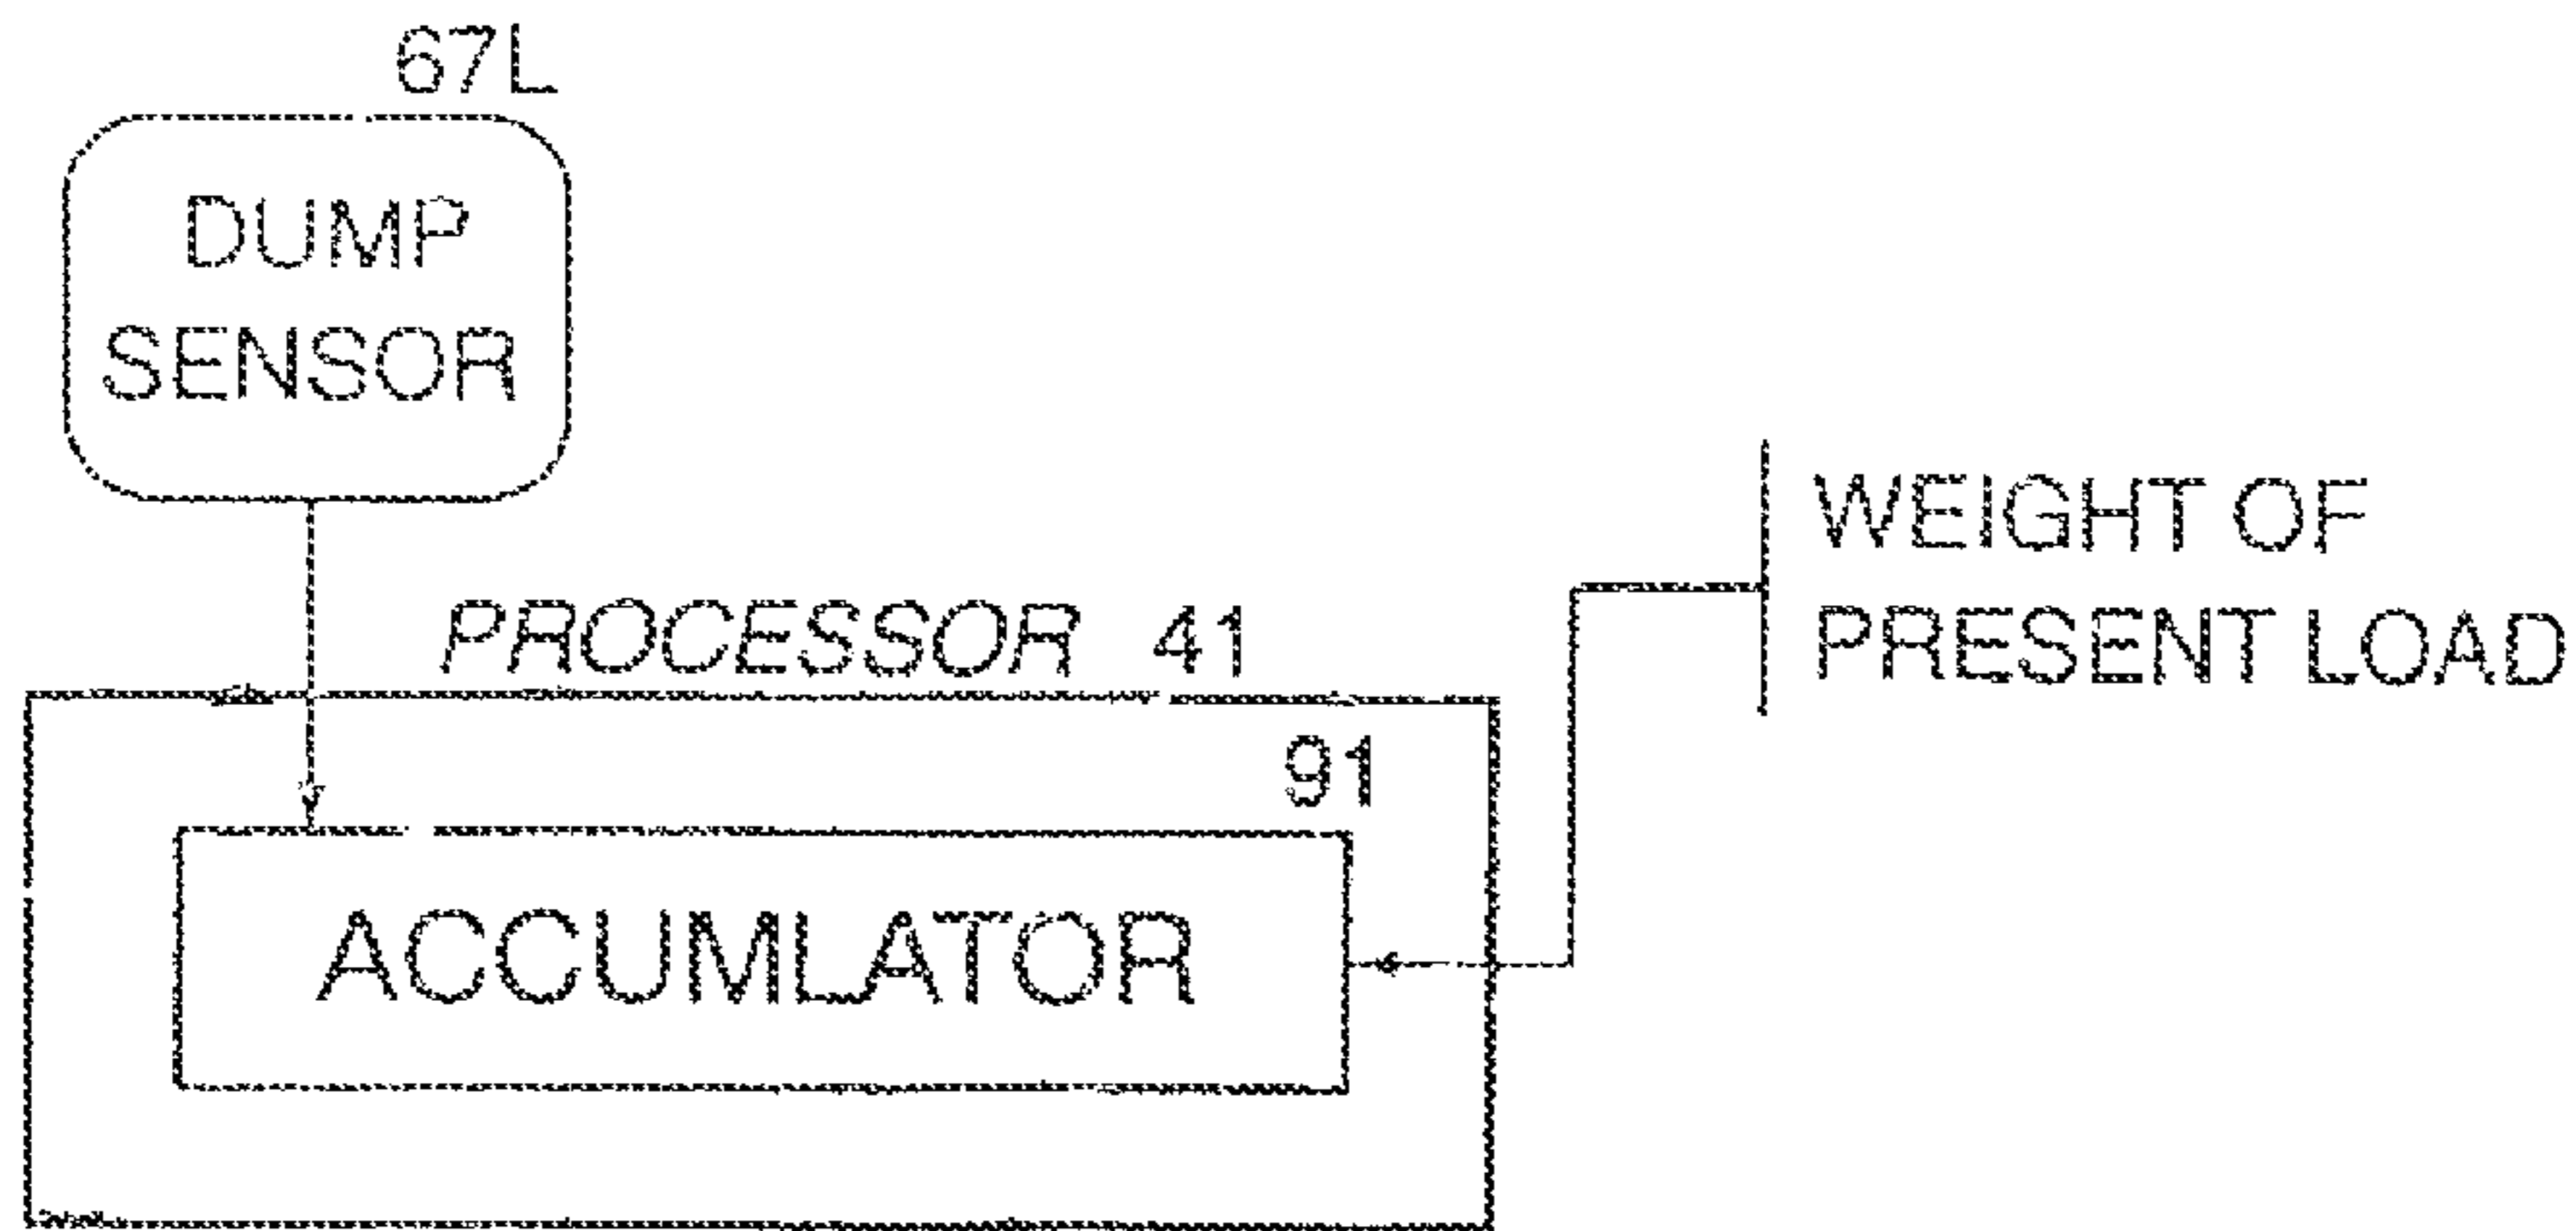 67L
DUMP
SENSOR
WEIGHT OF
PRESENT LOAD
PROCESSOR 41
91
ACCUMLATOR